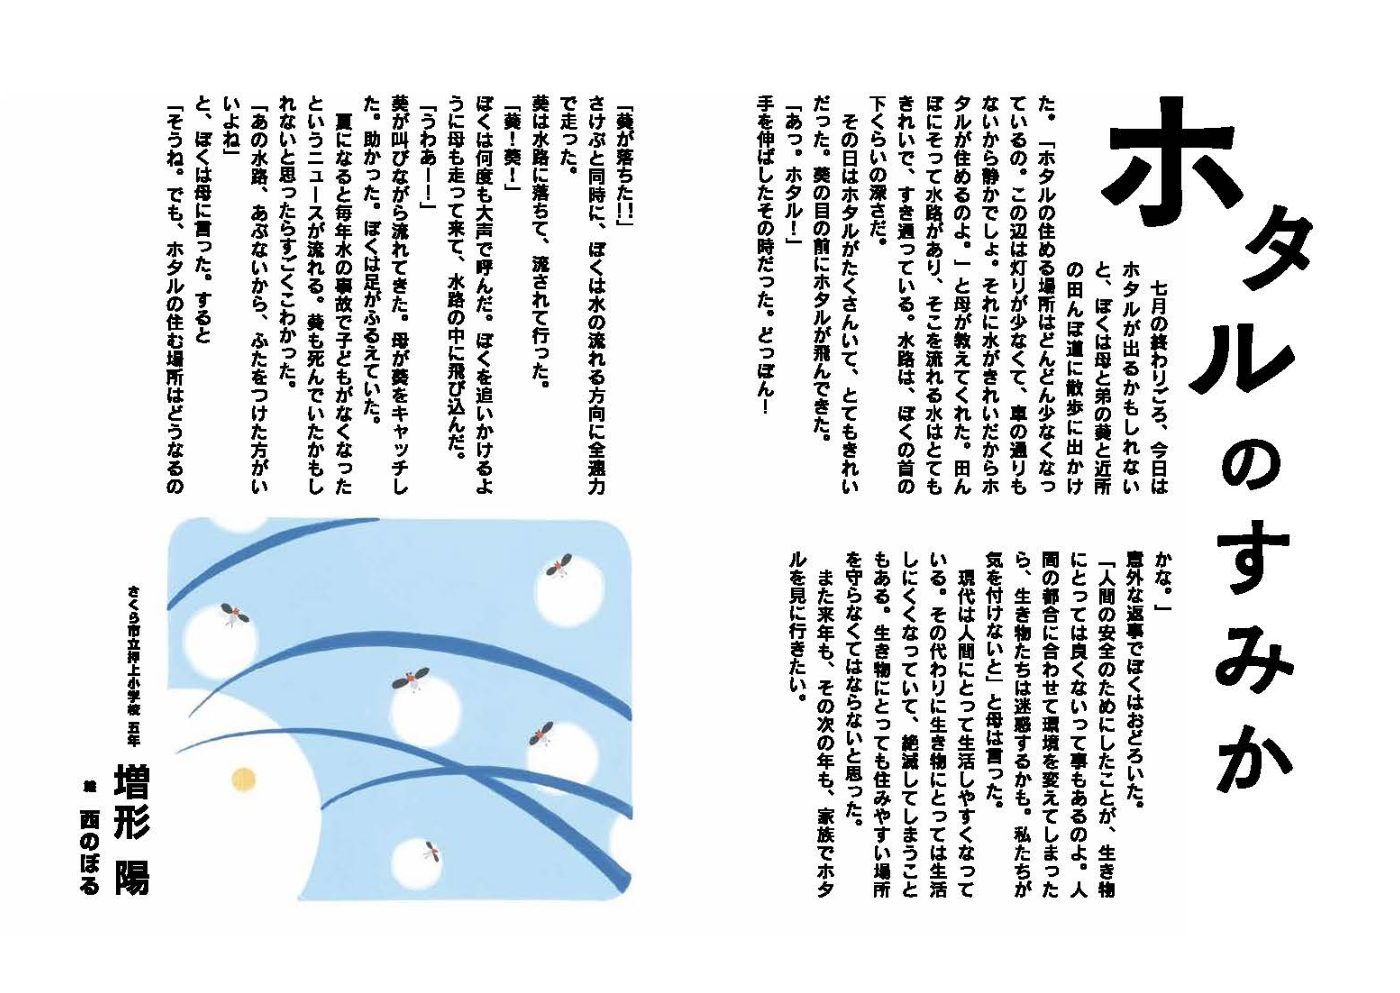 ホタルのすみか
七月の終わりごろ、今日は
ホタルが出るかもしれない
と、ぼくは母と弟の葵と近所
の田んぼ道に散歩に出かけ
た。「ホタルの住める場所はどんどん少なくなっ
ているの。この辺は灯りが少なくて、車の通りも
ないから静かでしょ。それに水がきれいだからホ
タルが住めるのよ。」と母が教えてくれた。田ん
ぼにそって水路があり、そこを流れる水はとても
きれいで、すき通っている。水路は、ぼくの首の
下くらいの深さだ。
その日はホタルがたくさんいて、とてもきれい
だった。葵の目の前にホタルが飛んできた。
「あっ。ホタル！」
手を伸ばしたその時だった。どっぽん！
「葵が落ちた!!」
さけぶと同時に、ぼくは水の流れる方向に全速力
で走った。
葵は水路に落ちて、流されて行った。
「葵！葵！」
ぼくは何度も大声で呼んだ。ぼくを追いかけるよ
うに母も走って来て、水路の中に飛び込んだ。
「うわあーー！」
葵が叫びながら流れてきた。母が葵をキャッチし
た。助かった。ぼくは足がふるえていた。
夏になると毎年水の事故で子どもがなくなった
というニュースが流れる。葵も死んでいたかもし
れないと思ったらすごくこわかった。
「あの水路、あぶないから、ふたをつけた方がい
いよね」
と、ぼくは母に言った。すると
「そうね。でも、ホタルの住む場所はどうなるの
かな。」
意外な返事でぼくはおどろいた。
「人間の安全のためにしたことが、生き物
にとっては良くないって事もあるのよ。人
間の都合に合わせて環境を変えてしまった
ら、生き物たちは迷惑するかも。私たちが
気を付けないと」と母は言った。
現代は人間にとって生活しやすくなって
いる。その代わりに生き物にとっては生活
しにくくなっていて、絶滅してしまうこと
もある。生き物にとっても住みやすい場所
を守らなくてはならないと思った。
また来年も、その次の年も、家族でホタ
ルを見に行きたい。
さくら市立押上小学校 五年
増形 陽
絵 西のぼる